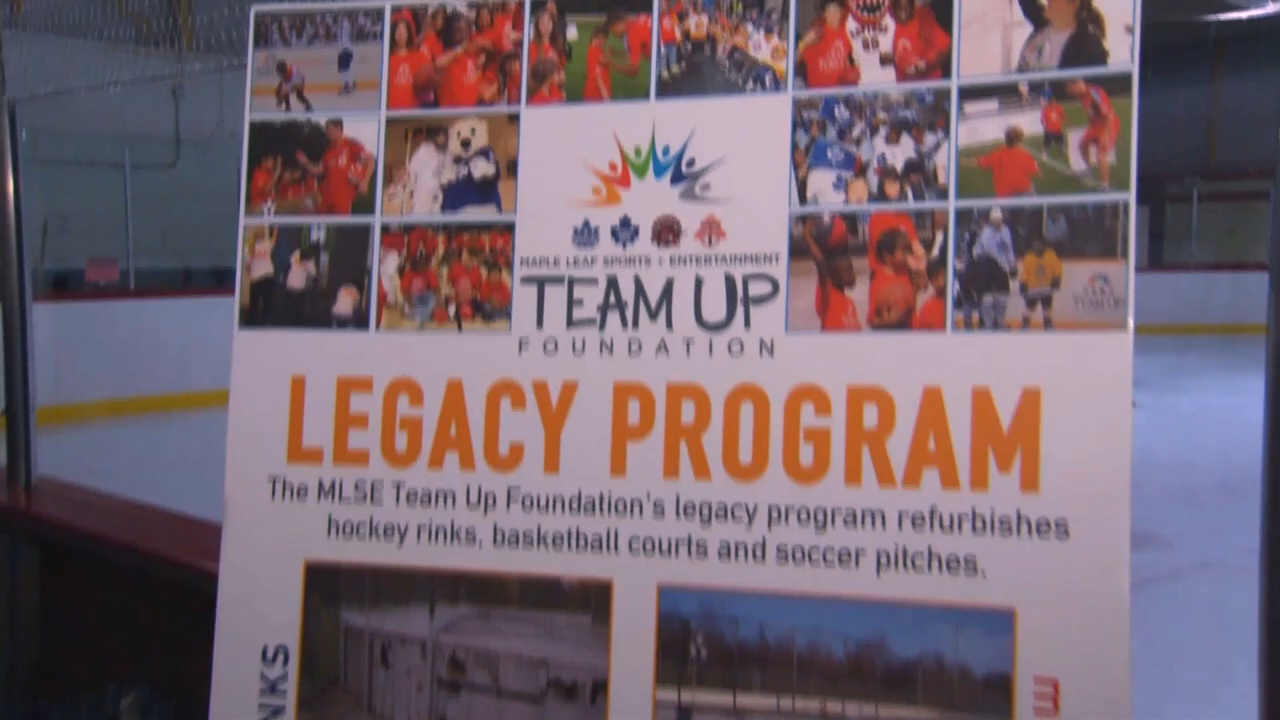 MAPLE LEAF SPORTS + ENTERTAINMENT
TEAM UP
FOUNDATION
LEGACY PROGRAM
The MLSE Team Up Foundation's legacy program refurbishes
hockey rinks, basketball courts and soccer pitches.
NKS